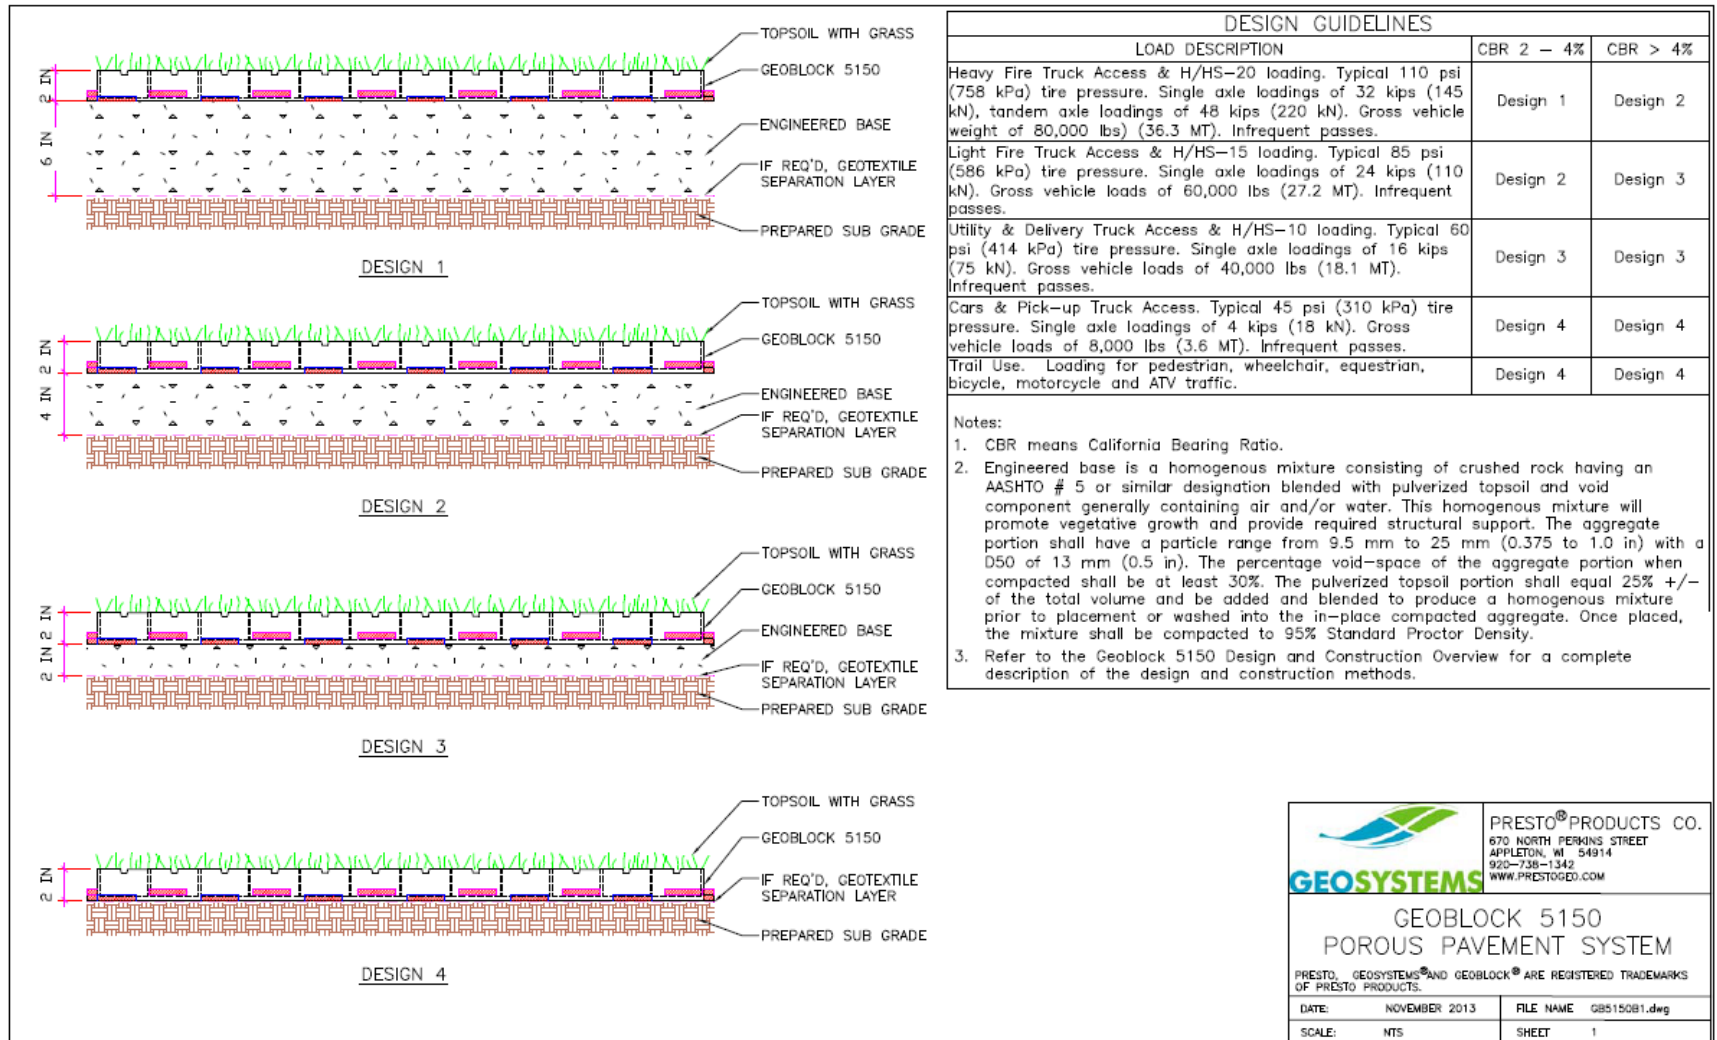 TOPSOIL WITH GRASS
GEOBLOCK 5150
ENGINEERED BASE
IF REQ'D, GEOTEXTILE
SEPARATION LAYER
PREPARED SUB GRADE
2 IN
6 IN
DESIGN 1
TOPSOIL WITH GRASS
GEOBLOCK 5150
ENGINEERED BASE
IF REQ'D, GEOTEXTILE
SEPARATION LAYER
PREPARED SUB GRADE
2 IN
4 IN
DESIGN 2
TOPSOIL WITH GRASS
GEOBLOCK 5150
ENGINEERED BASE
IF REQ'D, GEOTEXTILE
SEPARATION LAYER
PREPARED SUB GRADE
2 IN
2 IN
DESIGN 3
TOPSOIL WITH GRASS
GEOBLOCK 5150
IF REQ'D, GEOTEXTILE
SEPARATION LAYER
PREPARED SUB GRADE
2 IN
DESIGN 4
DESIGN GUIDELINES
LOAD DESCRIPTION CBR 2 – 4% CBR > 4%
Heavy Fire Truck Access & H/HS–20 loading. Typical 110 psi
(758 kPa) tire pressure. Single axle loadings of 32 kips (145
kN), tandem axle loadings of 48 kips (220 kN). Gross vehicle
weight of 80,000 lbs) (36.3 MT). Infrequent passes.
Design 1 Design 2
Light Fire Truck Access & H/HS–15 loading. Typical 85 psi
(586 kPa) tire pressure. Single axle loadings of 24 kips (110
kN). Gross vehicle loads of 60,000 lbs (27.2 MT). Infrequent
passes.
Design 2 Design 3
Utility & Delivery Truck Access & H/HS–10 loading. Typical 60
psi (414 kPa) tire pressure. Single axle loadings of 16 kips
(75 kN). Gross vehicle loads of 40,000 lbs (18.1 MT).
Infrequent passes.
Design 3 Design 3
Cars & Pick–up Truck Access. Typical 45 psi (310 kPa) tire
pressure. Single axle loadings of 4 kips (18 kN). Gross
vehicle loads of 8,000 lbs (3.6 MT). Infrequent passes.
Design 4 Design 4
Trail Use. Loading for pedestrian, wheelchair, equestrian,
bicycle, motorcycle and ATV traffic.
Design 4 Design 4
Notes:
1. CBR means California Bearing Ratio.
2. Engineered base is a homogenous mixture consisting of crushed rock having an
AASHTO # 5 or similar designation blended with pulverized topsoil and void
component generally containing air and/or water. This homogenous mixture will
promote vegetative growth and provide required structural support. The aggregate
portion shall have a particle range from 9.5 mm to 25 mm (0.375 to 1.0 in) with a
D50 of 13 mm (0.5 in). The percentage void–space of the aggregate portion when
compacted shall be at least 30%. The pulverized topsoil portion shall equal 25% +/–
of the total volume and be added and blended to produce a homogenous mixture
prior to placement or washed into the in–place compacted aggregate. Once placed,
the mixture shall be compacted to 95% Standard Proctor Density.
3. Refer to the Geoblock 5150 Design and Construction Overview for a complete
description of the design and construction methods.
GEOSYSTEMS
PRESTO® PRODUCTS CO.
670 NORTH PERKINS STREET
APPLETON, WI 54914
920–738–1342
WWW.PRESTOGEO.COM
GEOBLOCK 5150
POROUS PAVEMENT SYSTEM
PRESTO, GEOSYSTEMS® AND GEOBLOCK® ARE REGISTERED TRADEMARKS
OF PRESTO PRODUCTS.
DATE: NOVEMBER 2013 FILE NAME GB5150B1.dwg
SCALE: NTS SHEET 1